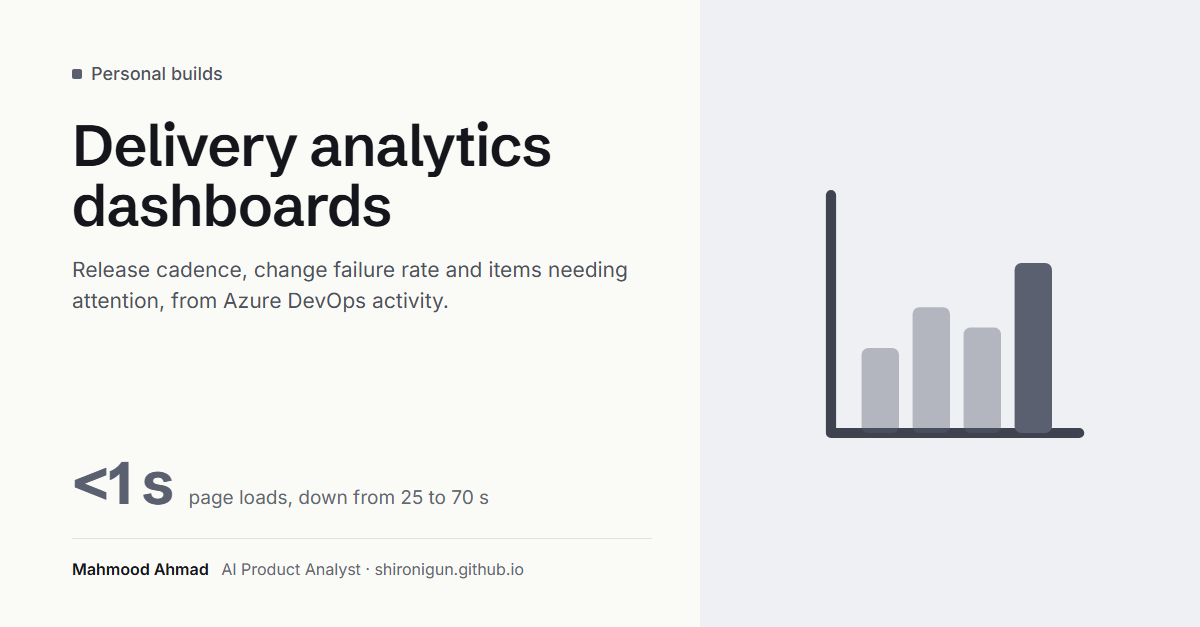 Personal builds
Delivery analytics
dashboards
Release cadence, change failure rate and items needing
attention, from Azure DevOps activity.
<1 s page loads, down from 25 to 70 s
Mahmood Ahmad AI Product Analyst · shironigun.github.io